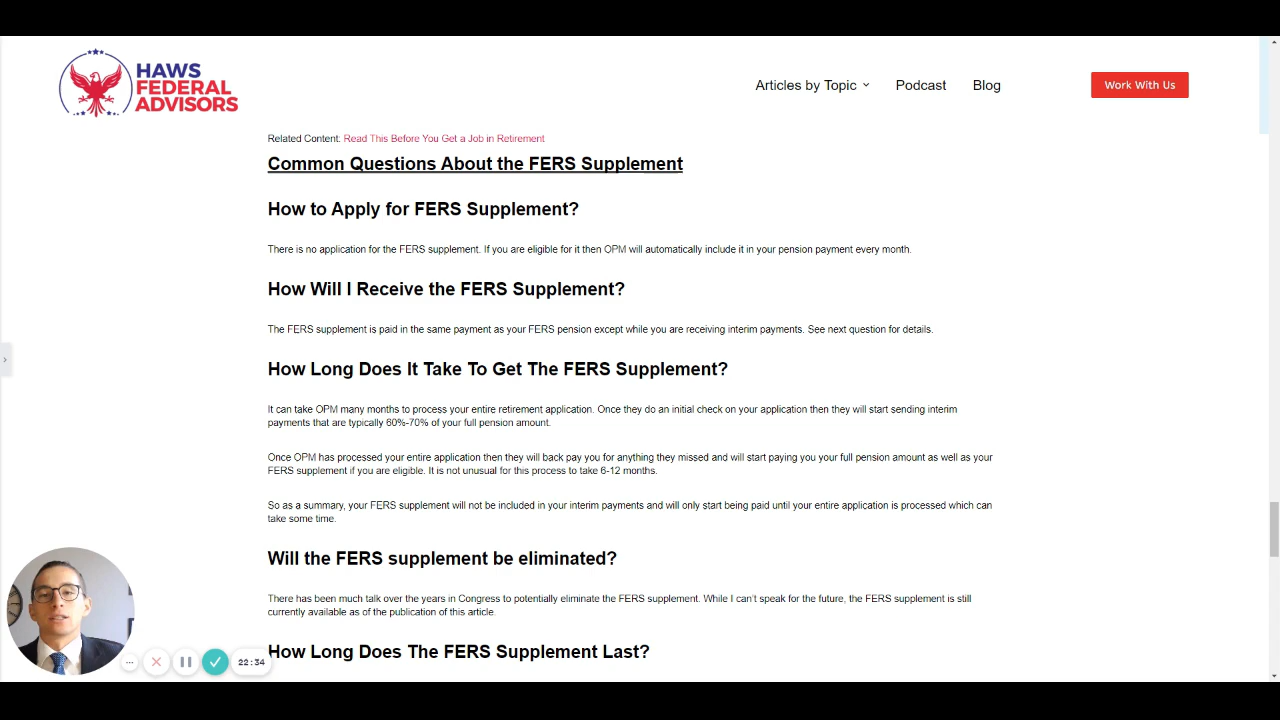 HAWS
FEDERAL
ADVISORS
Articles by Topic
Podcast
Blog
Work With Us
Related Content: Read This Before You Get a Job in Retirement
Common Questions About the FERS Supplement
How to Apply for FERS Supplement?
There is no application for the FERS supplement. If you are eligible for it then OPM will automatically include it in your pension payment every month.
How Will I Receive the FERS Supplement?
The FERS supplement is paid in the same payment as your FERS pension except while you are receiving interim payments. See next question for details.
How Long Does It Take To Get The FERS Supplement?
It can take OPM many months to process your entire retirement application. Once they do an initial check on your application then they will start sending interim
payments that are typically 60%-70% of your full pension amount.
Once OPM has processed your entire application then they will back pay you for anything they missed and will start paying you your full pension amount as well as your
FERS supplement if you are eligible. It is not unusual for this process to take 6-12 months.
So as a summary, your FERS supplement will not be included in your interim payments and will only start being paid until your entire application is processed which can
take some time.
Will the FERS supplement be eliminated?
There has been much talk over the years in Congress to potentially eliminate the FERS supplement. While I can't speak for the future, the FERS supplement is still
currently available as of the publication of this article.
How Long Does The FERS Supplement Last?
22:34